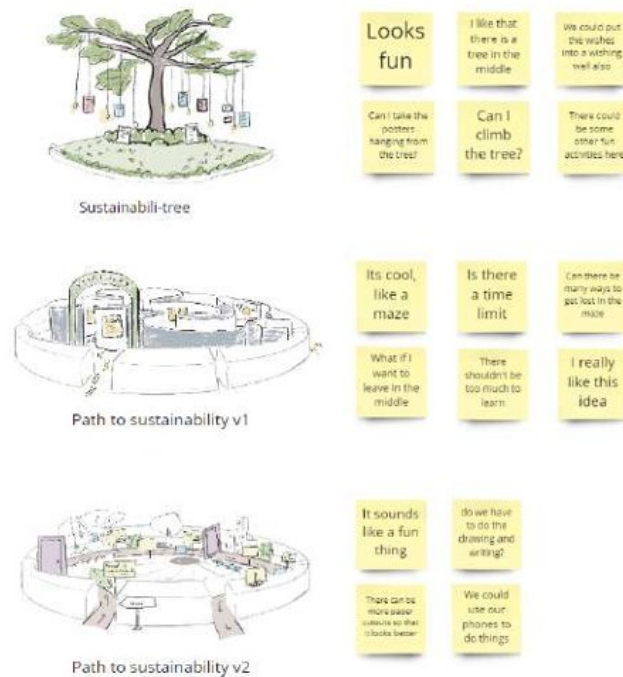 Looks
fun
I like that
there is a
tree in the
middle
We could put
the wishes
into a wishing
well also
Can I take the
posters
hanging from
the tree?
Can I
climb
the tree?
There could
be some
other fun
activities here
Sustainabili-tree
Its cool,
like a
maze
Is there
a time
limit
Can there be
many ways to
get lost in the
maze
What if I
want to
leave in the
middle
There
shouldn't be
too much to
learn
I really
like this
idea
Path to sustainability v1
It sounds
like a fun
thing
do we have
to do the
drawing and
writing?
There can be
more paper
cutouts so that
it looks better
We could
use our
phones to
do things
Path to sustainability v2